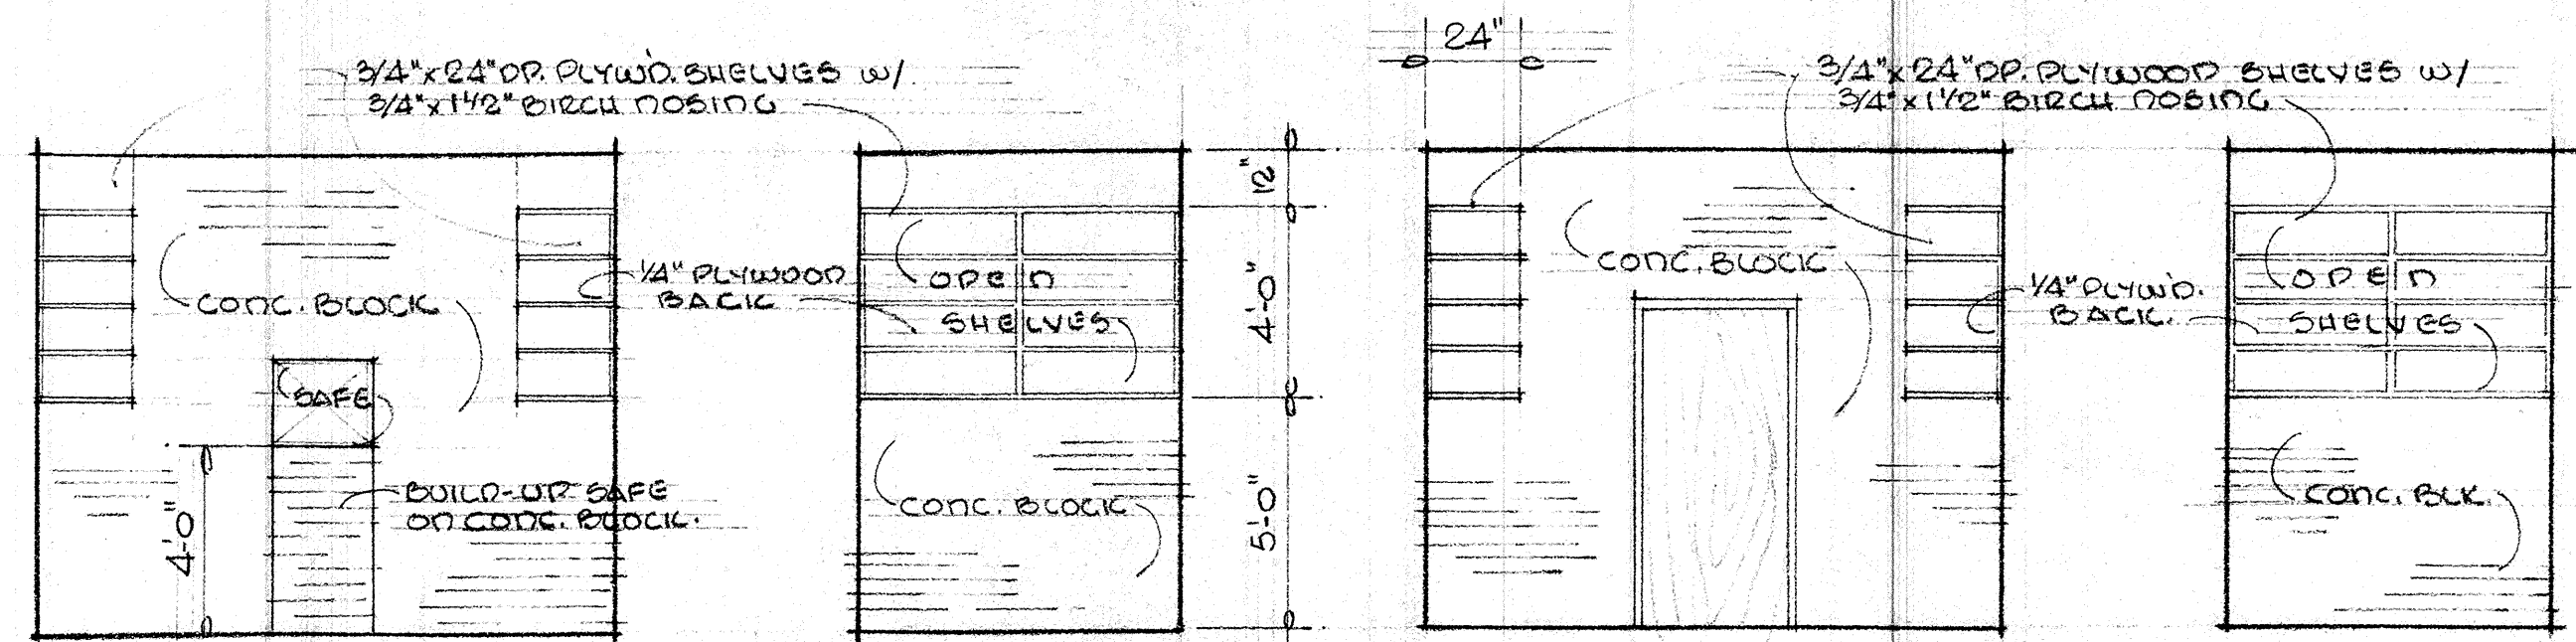 24"
3/4"x24"DP. PLYW'D. SHELVES W/
3/4"x1 1/2" BIRCH NOSING
3/4"x24"DP. PLYWOOD SHELVES W/
3/4"x1 1/2" BIRCH NOSING
12"
CONC. BLOCK
1/4" PLYWOOD
BACK
OPEN
SHELVES
4'-0"
CONC. BLOCK
1/4" PLYW'D.
BACK.
OPEN
SHELVES
SAFE
4'-0"
BUILD-UP SAFE
ON CONC. BLOCK.
CONC. BLOCK
5'-0"
CONC. BLK.